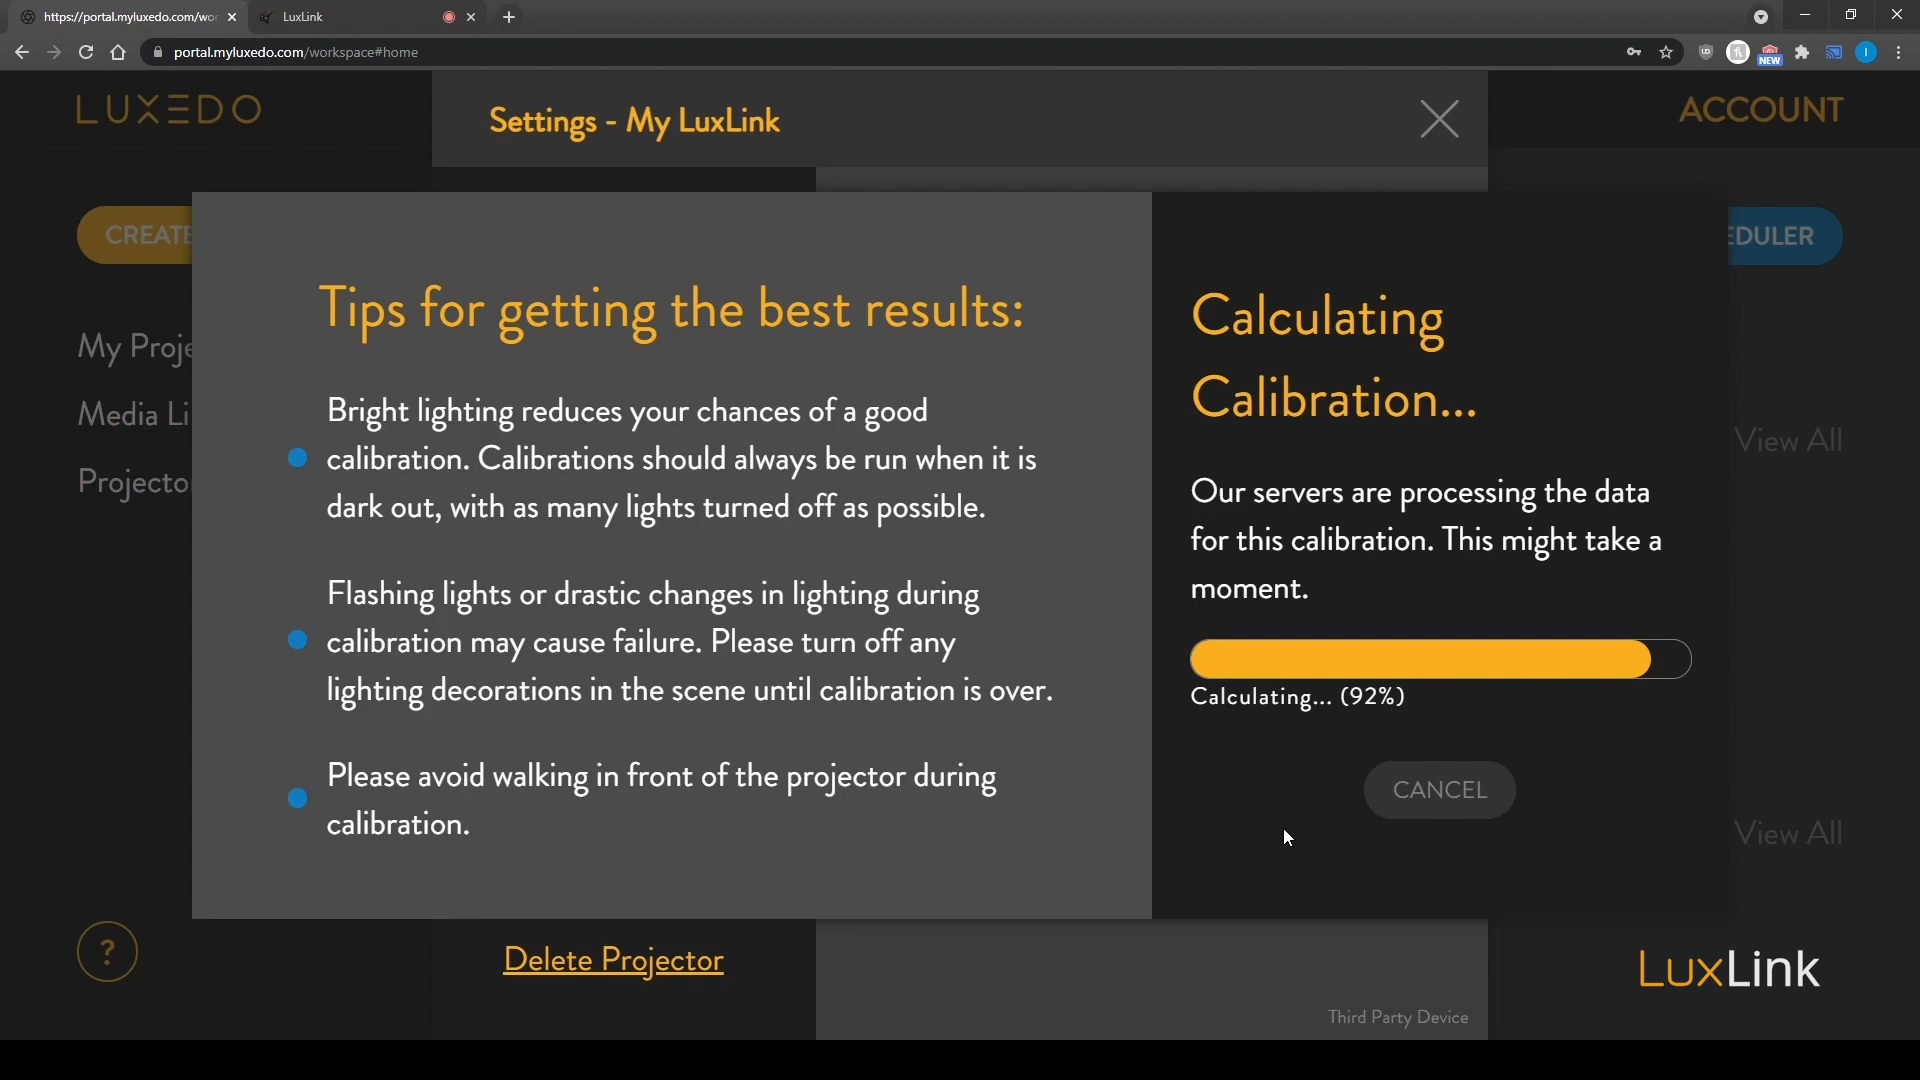 https://portal.myluxedo.com/wor
LuxLink
portal.myluxedo.com/workspace#home
NEW
I
LUXEDO
Settings - My LuxLink
ACCOUNT
CREATE
EDULER
Tips for getting the best results:
Calculating
Calibration...
My Proje
Media Li
Projector
Bright lighting reduces your chances of a good
calibration. Calibrations should always be run when it is
dark out, with as many lights turned off as possible.
View All
Our servers are processing the data
for this calibration. This might take a
moment.
Flashing lights or drastic changes in lighting during
calibration may cause failure. Please turn off any
lighting decorations in the scene until calibration is over.
Calculating... (92%)
Please avoid walking in front of the projector during
calibration.
CANCEL
View All
?
Delete Projector
LuxLink
Third Party Device